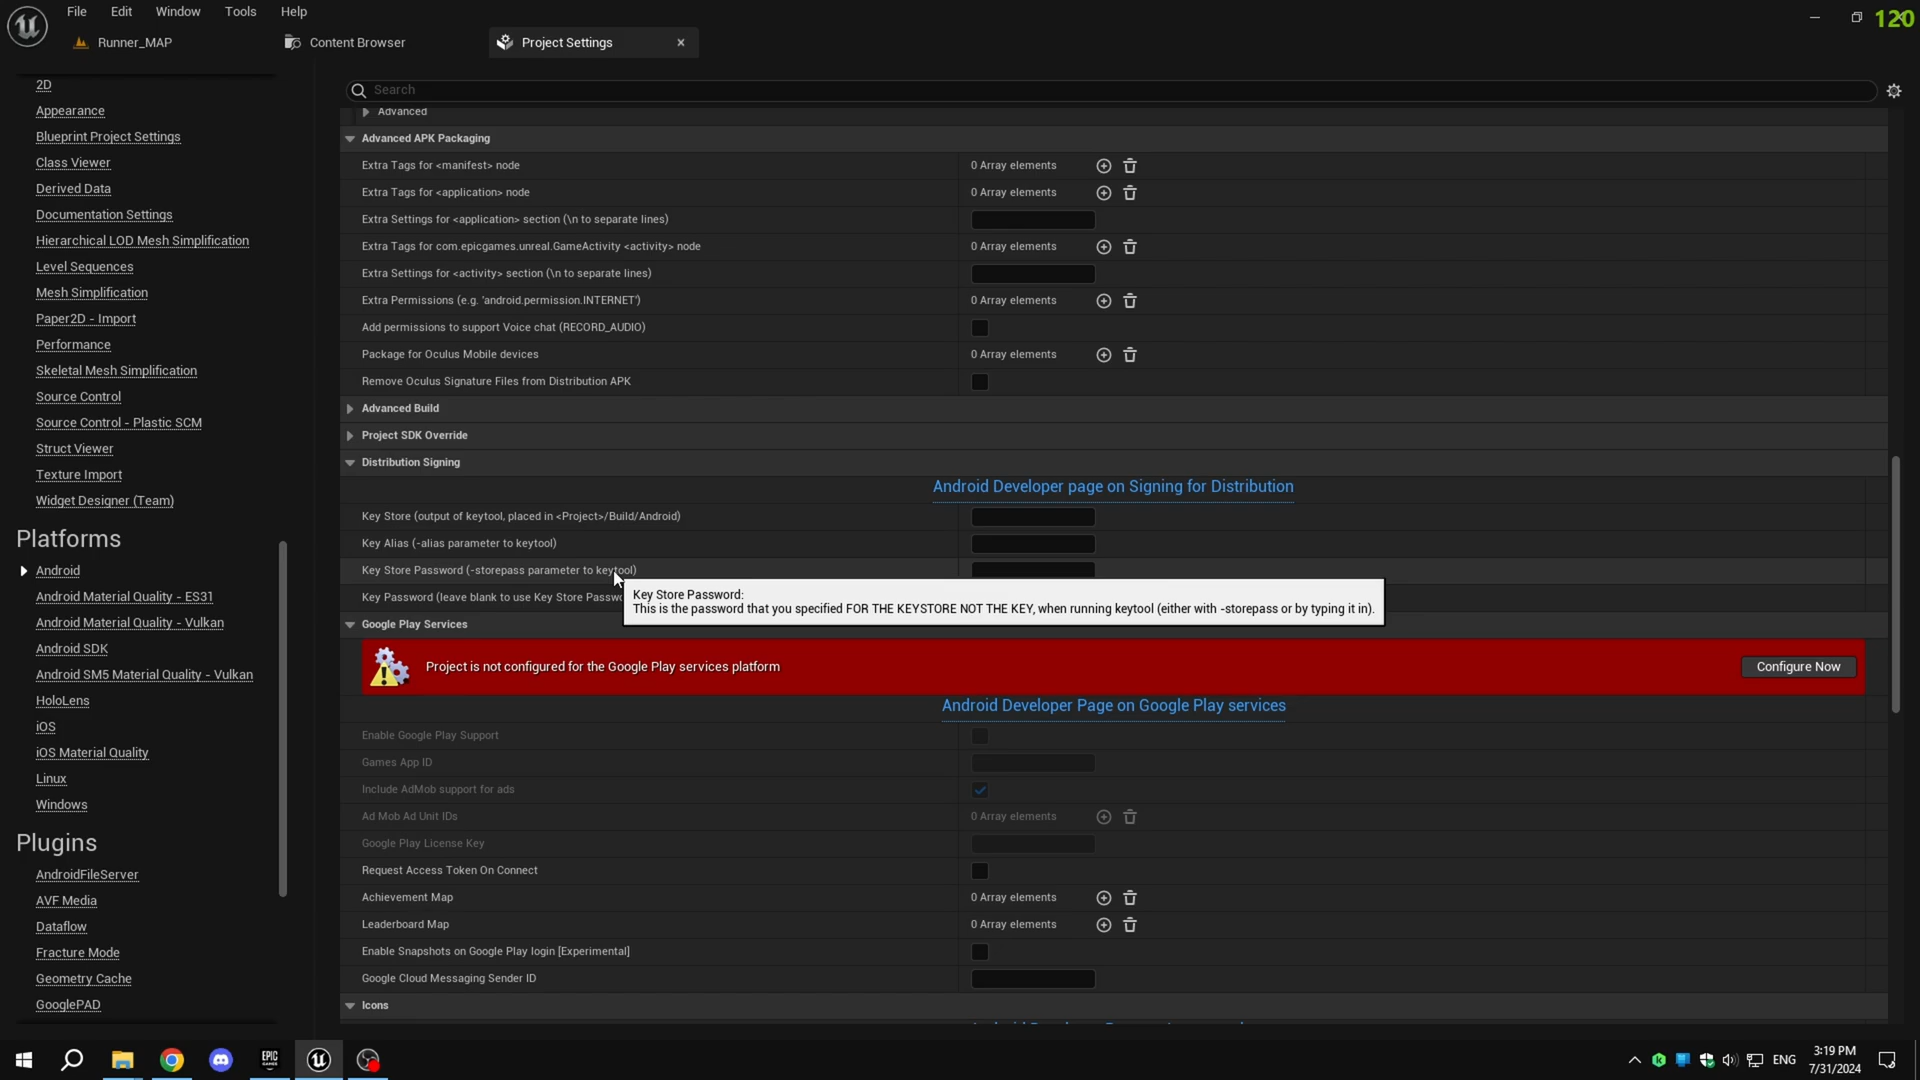 File Edit Window Tools Help
120
Runner_MAP
Content Browser
Project Settings
2D
Appearance
Blueprint Project Settings
Class Viewer
Derived Data
Documentation Settings
Hierarchical LOD Mesh Simplification
Level Sequences
Mesh Simplification
Paper2D - Import
Performance
Skeletal Mesh Simplification
Source Control
Source Control - Plastic SCM
Struct Viewer
Texture Import
Widget Designer (Team)
Platforms
Android
Android Material Quality - ES31
Android Material Quality - Vulkan
Android SDK
Android SM5 Material Quality - Vulkan
HoloLens
iOS
iOS Material Quality
Linux
Windows
Plugins
AndroidFileServer
AVF Media
Dataflow
Fracture Mode
Geometry Cache
GooglePAD
Search
Advanced
Advanced APK Packaging
Extra Tags for <manifest> node 0 Array elements
Extra Tags for <application> node 0 Array elements
Extra Settings for <application> section (\n to separate lines)
Extra Tags for com.epicgames.unreal.GameActivity <activity> node 0 Array elements
Extra Settings for <activity> section (\n to separate lines)
Extra Permissions (e.g. 'android.permission.INTERNET') 0 Array elements
Add permissions to support Voice chat (RECORD_AUDIO)
Package for Oculus Mobile devices 0 Array elements
Remove Oculus Signature Files from Distribution APK
Advanced Build
Project SDK Override
Distribution Signing
Android Developer page on Signing for Distribution
Key Store (output of keytool, placed in <Project>/Build/Android)
Key Alias (-alias parameter to keytool)
Key Store Password (-storepass parameter to keytool)
Key Password (leave blank to use Key Store
Key Store Password:
This is the password that you specified FOR THE KEYSTORE NOT THE KEY, when running keytool (either with -storepass or by typing it in).
Google Play Services
Project is not configured for the Google Play services platform
Configure Now
Android Developer Page on Google Play services
Enable Google Play Support
Games App ID
Include AdMob support for ads
Ad Mob Ad Unit IDs 0 Array elements
Google Play License Key
Request Access Token On Connect
Achievement Map 0 Array elements
Leaderboard Map 0 Array elements
Enable Snapshots on Google Play login [Experimental]
Google Cloud Messaging Sender ID
Icons
EPIC GAMES
ENG
3:19 PM
7/31/2024